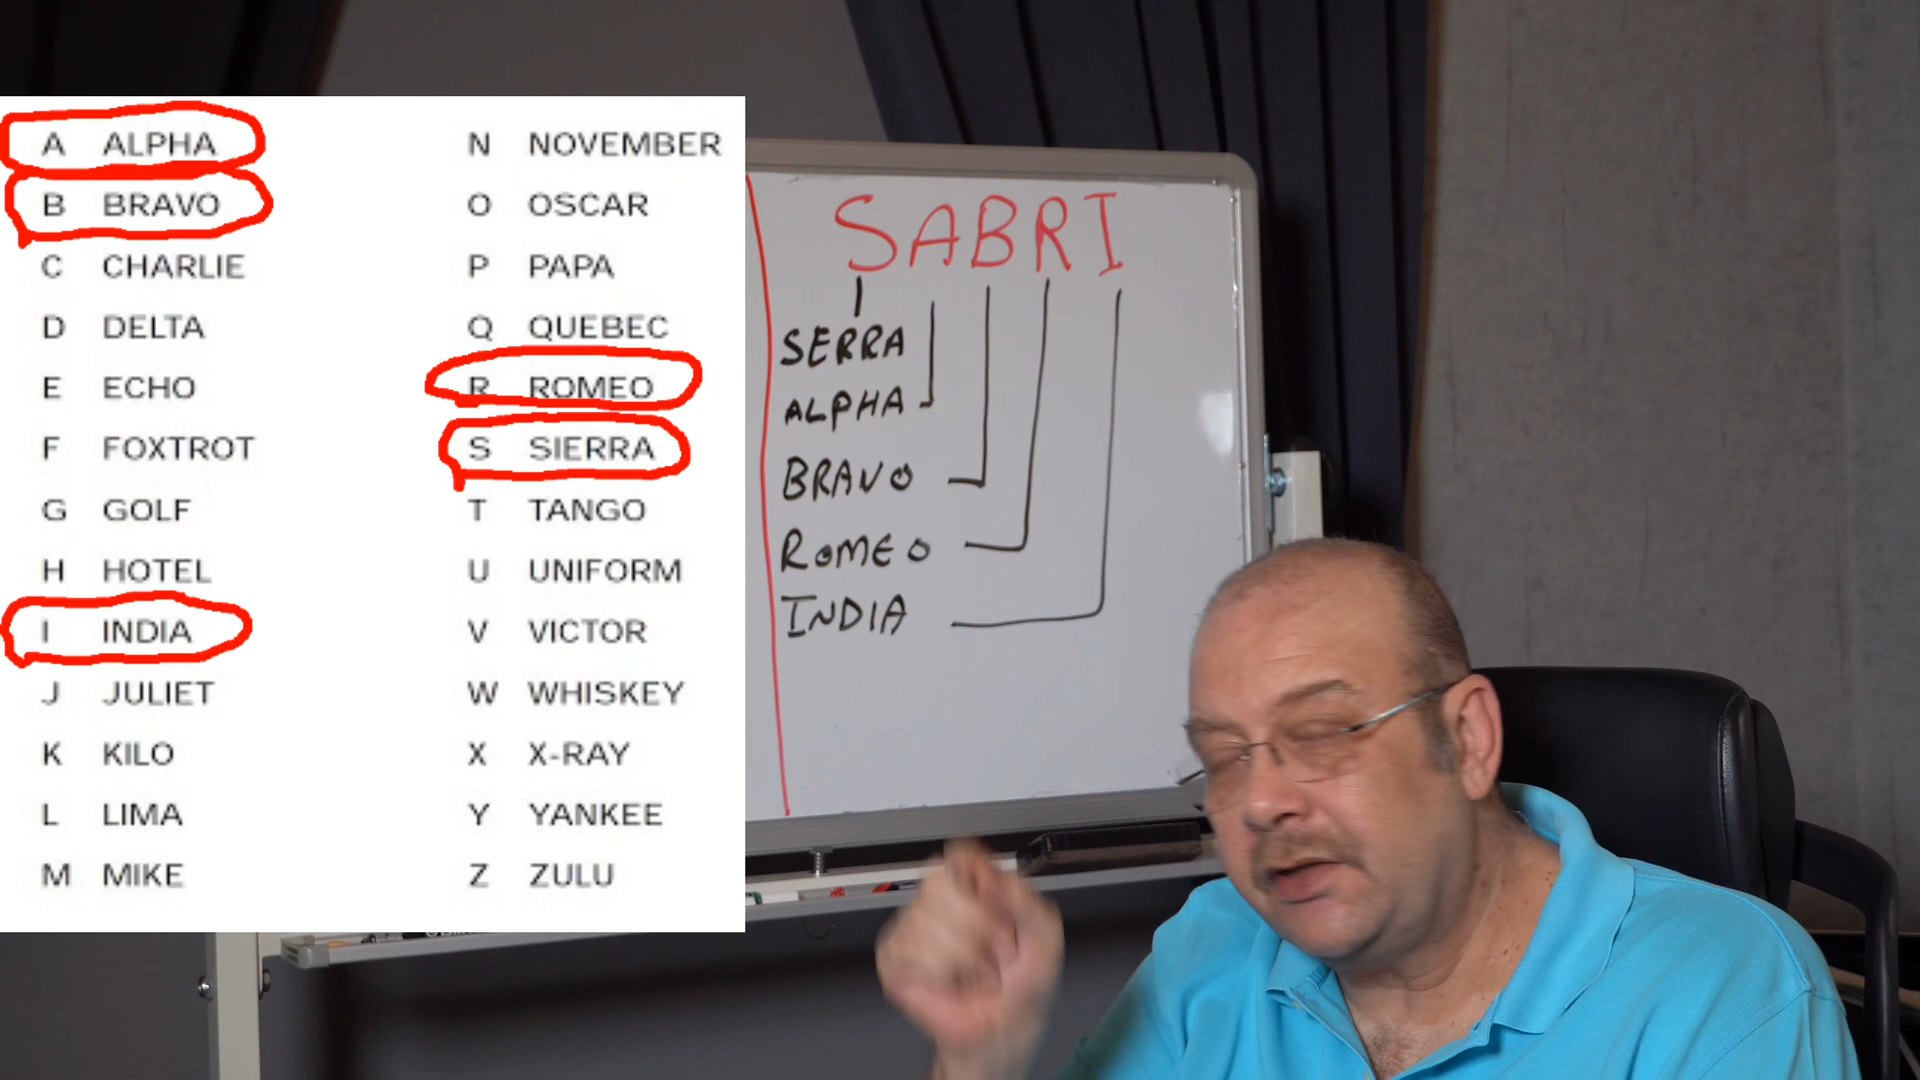 A ALPHA
B BRAVO
C CHARLIE
D DELTA
E ECHO
F FOXTROT
G GOLF
H HOTEL
I INDIA
J JULIET
K KILO
L LIMA
M MIKE
N NOVEMBER
O OSCAR
P PAPA
Q QUEBEC
R ROMEO
S SIERRA
T TANGO
U UNIFORM
V VICTOR
W WHISKEY
X X-RAY
Y YANKEE
Z ZULU
SABRI
SERRA
ALPHA
BRAVO
ROMEO
INDIA